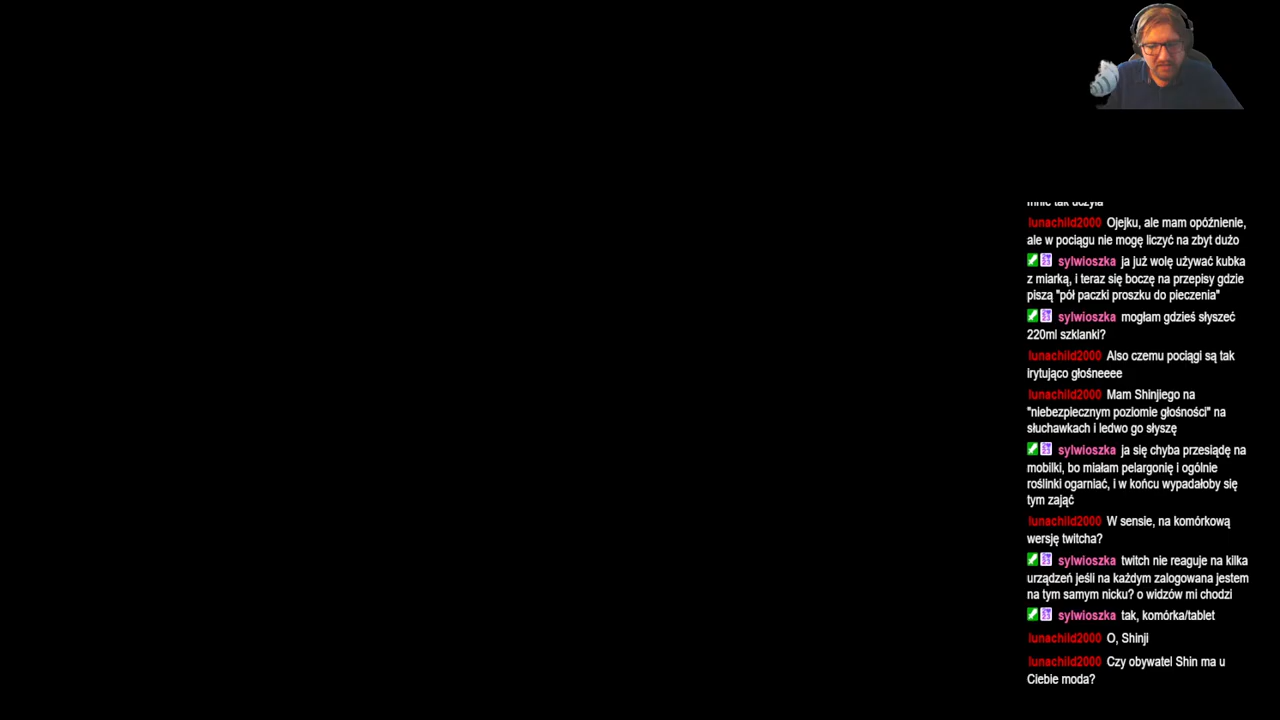 lunachild2000 Ojejku, ale mam opóźnienie,
ale w pociągu nie mogę liczyć na zbyt dużo
sylwioszka ja już wolę używać kubka
z miarką, i teraz się boczę na przepisy gdzie
piszą "pół paczki proszku do pieczenia"
sylwioszka mogłam gdzieś słyszeć
220ml szklanki?
lunachild2000 Also czemu pociągi są tak
irytująco głośneeee
lunachild2000 Mam Shinjiego na
"niebezpiecznym poziomie głośności" na
słuchawkach i ledwo go słyszę
sylwioszka ja się chyba przesiądę na
mobilki, bo miałam pelargonię i ogólnie
roślinki ogarniać, i w końcu wypadałoby się
tym zająć
lunachild2000 W sensie, na komórkową
wersję twitcha?
sylwioszka twitch nie reaguje na kilka
urządzeń jeśli na każdym zalogowana jestem
na tym samym nicku? o widzów mi chodzi
sylwioszka tak, komórka/tablet
lunachild2000 O, Shinji
lunachild2000 Czy obywatel Shin ma u
Ciebie moda?